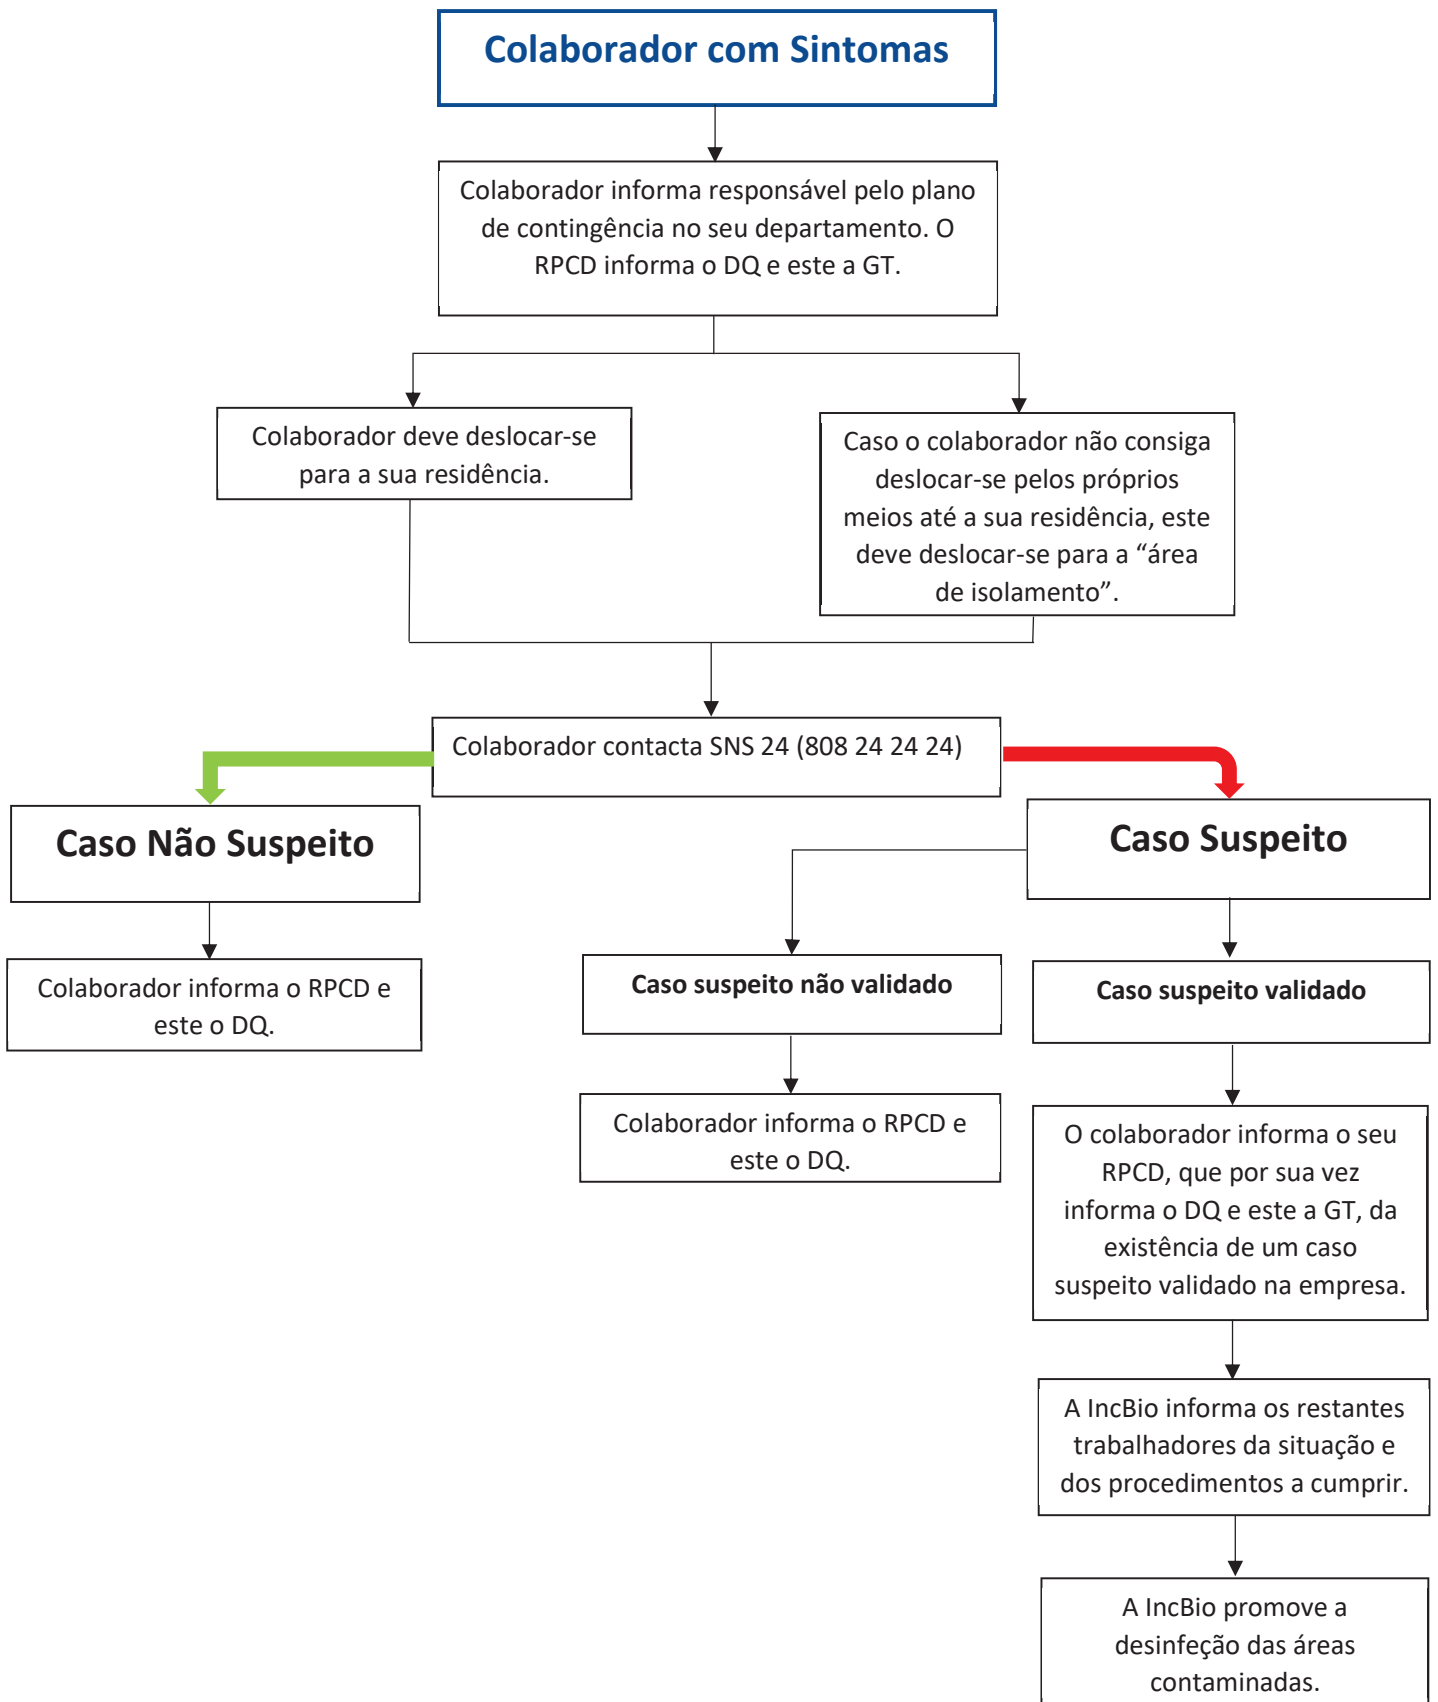 Colaborador com Sintomas
Colaborador informa responsável pelo plano
de contingência no seu departamento. O
RPCD informa o DQ e este a GT.
Colaborador deve deslocar-se
para a sua residência.
Caso o colaborador não consiga
deslocar-se pelos próprios
meios até a sua residência, este
deve deslocar-se para a “área
de isolamento”.
Colaborador contacta SNS 24 (808 24 24 24)
Caso Não Suspeito
Caso Suspeito
Colaborador informa o RPCD e
este o DQ.
Caso suspeito não validado
Caso suspeito validado
Colaborador informa o RPCD e
este o DQ.
O colaborador informa o seu
RPCD, que por sua vez
informa o DQ e este a GT, da
existência de um caso
suspeito validado na empresa.
A IncBio informa os restantes
trabalhadores da situação e
dos procedimentos a cumprir.
A IncBio promove a
desinfeção das áreas
contaminadas.